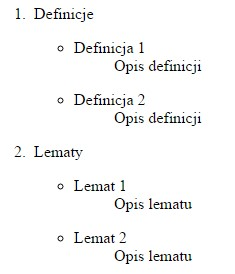 1. Definicje
○ Definicja 1
Opis definicji
○ Definicja 2
Opis definicji
2. Lematy
○ Lemat 1
Opis lematu
○ Lemat 2
Opis lematu